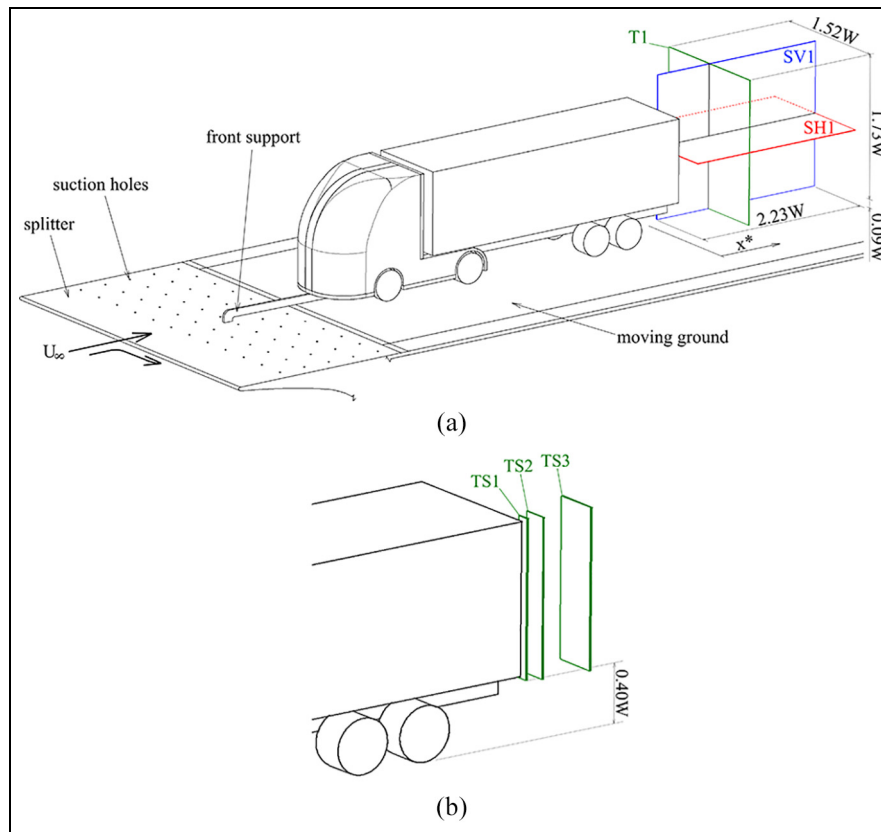 1.52W
T1
SV1
1.73W
SH1
front support
suction holes
splitter
2.23W
0.09W
x*
U∞
moving ground
(a)
TS3
TS2
TS1
0.40W
(b)